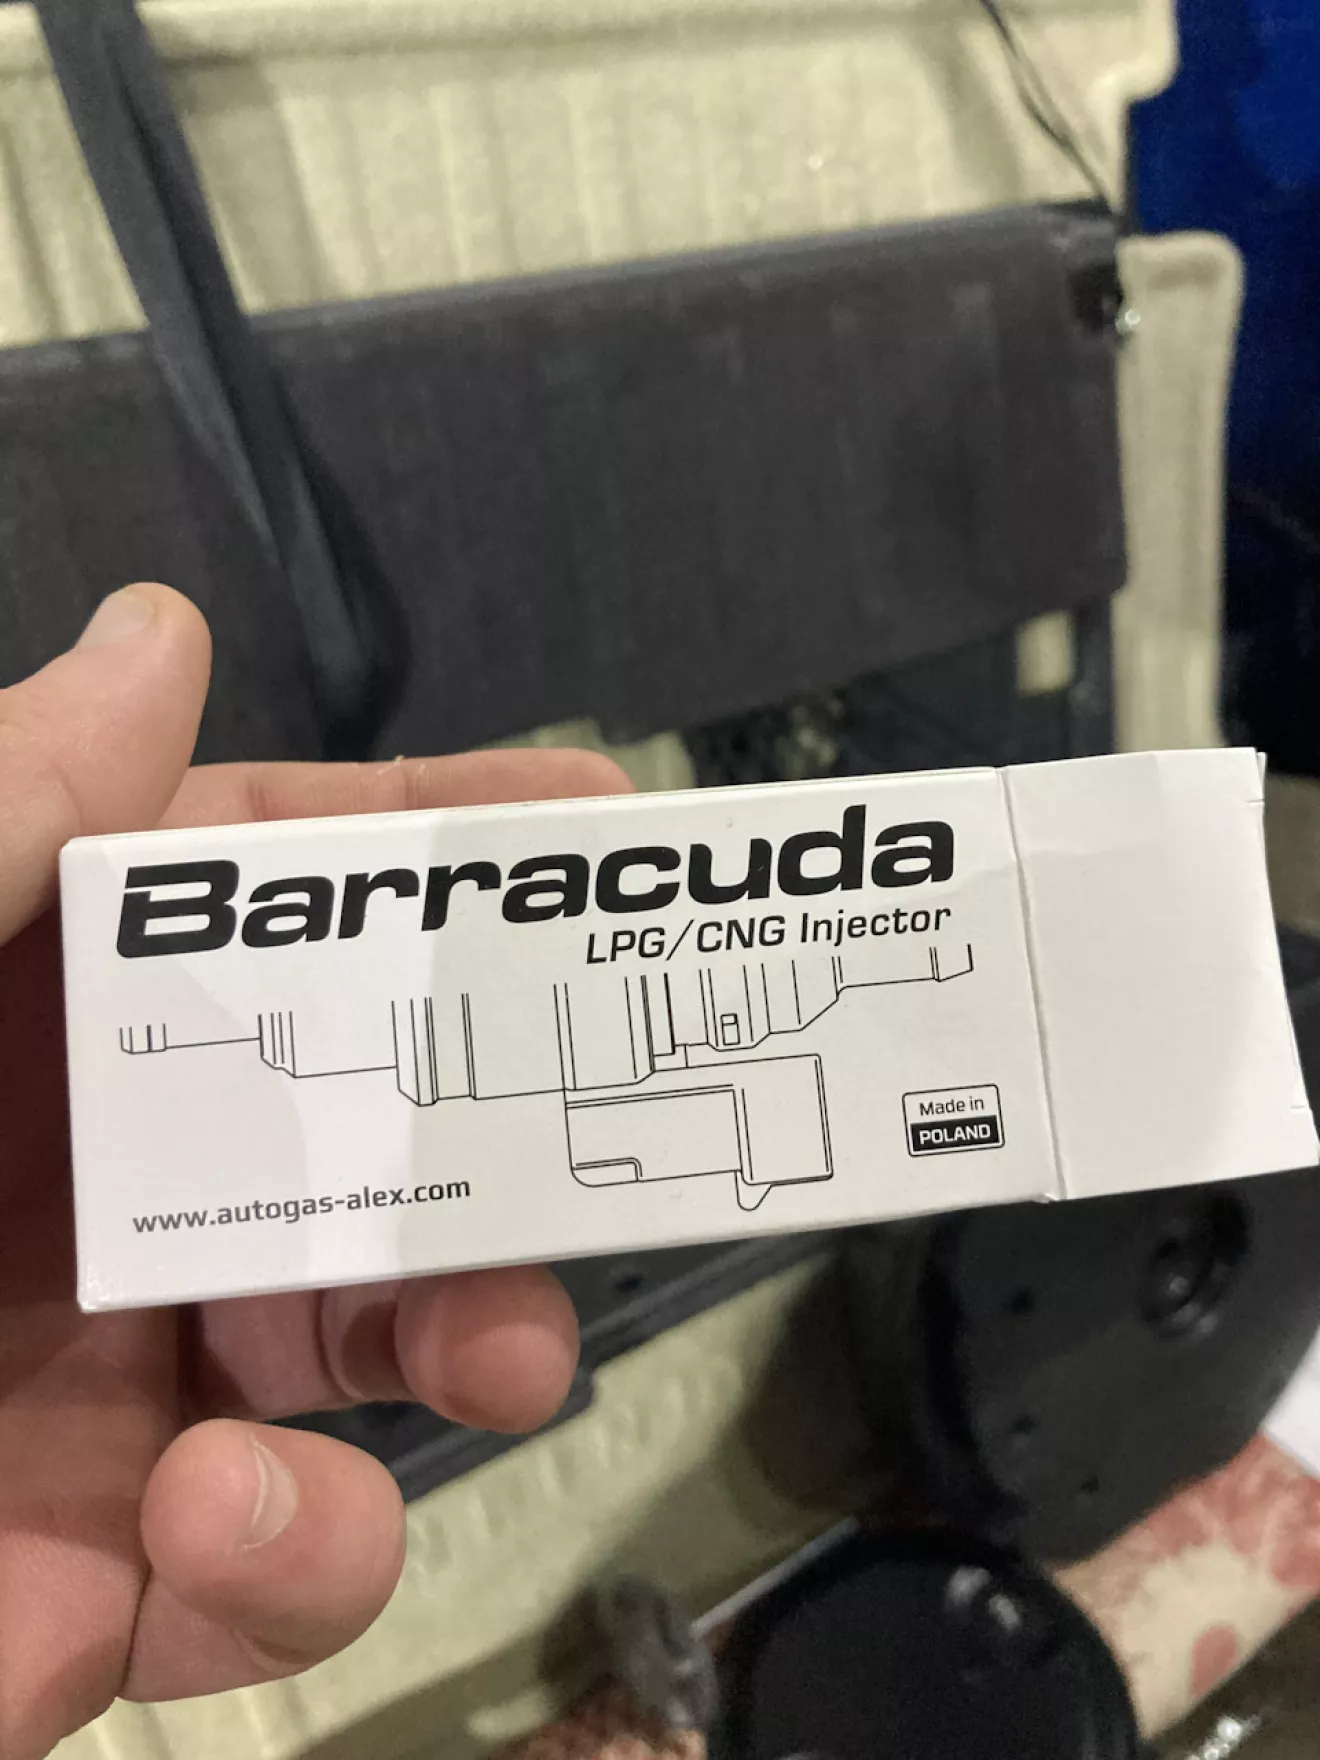 Barracuda
LPG/CNG Injector
Made in
POLAND
www.autogas-alex.com